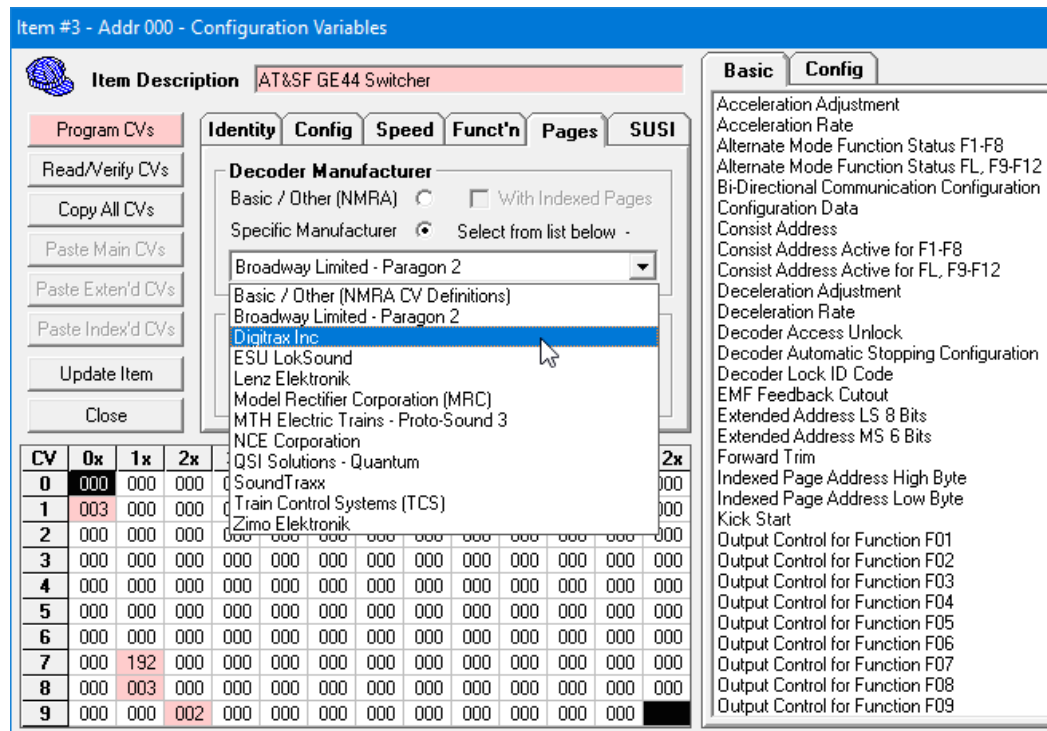 Item #3 - Addr 000 - Configuration Variables
Item Description AT&SF GE44 Switcher
Program CVs
Read/Verify CVs
Copy All CVs
Paste Main CVs
Paste Exten'd CVs
Paste Index'd CVs
Update Item
Close
Identity Config Speed Funct'n Pages SUSI
Decoder Manufacturer
Basic / Other (NMRA) With Indexed Pages
Specific Manufacturer Select from list below -
Broadway Limited - Paragon 2
Basic / Other (NMRA CV Definitions)
Broadway Limited - Paragon 2
Digitrax Inc
ESU LokSound
Lenz Elektronik
Model Rectifier Corporation (MRC)
MTH Electric Trains - Proto-Sound 3
NCE Corporation
QSI Solutions - Quantum
SoundTraxx
Train Control Systems (TCS)
Zimo Elektronik
CV 0x 1x 2x 2x
0 000 000 000 000
1 003 000 000 000
2 000 000 000 000 000 000 000 000 000 000 000 000 000
3 000 000 000 000 000 000 000 000 000 000 000 000 000
4 000 000 000 000 000 000 000 000 000 000 000 000 000
5 000 000 000 000 000 000 000 000 000 000 000 000 000
6 000 000 000 000 000 000 000 000 000 000 000 000 000
7 000 192 000 000 000 000 000 000 000 000 000 000 000
8 000 003 000 000 000 000 000 000 000 000 000 000 000
9 000 000 002 000 000 000 000 000 000 000 000 000
Basic Config
Acceleration Adjustment
Acceleration Rate
Alternate Mode Function Status F1-F8
Alternate Mode Function Status FL, F9-F12
Bi-Directional Communication Configuration
Configuration Data
Consist Address
Consist Address Active for F1-F8
Consist Address Active for FL, F9-F12
Deceleration Adjustment
Deceleration Rate
Decoder Access Unlock
Decoder Automatic Stopping Configuration
Decoder Lock ID Code
EMF Feedback Cutout
Extended Address LS 8 Bits
Extended Address MS 6 Bits
Forward Trim
Indexed Page Address High Byte
Indexed Page Address Low Byte
Kick Start
Output Control for Function F01
Output Control for Function F02
Output Control for Function F03
Output Control for Function F04
Output Control for Function F05
Output Control for Function F06
Output Control for Function F07
Output Control for Function F08
Output Control for Function F09